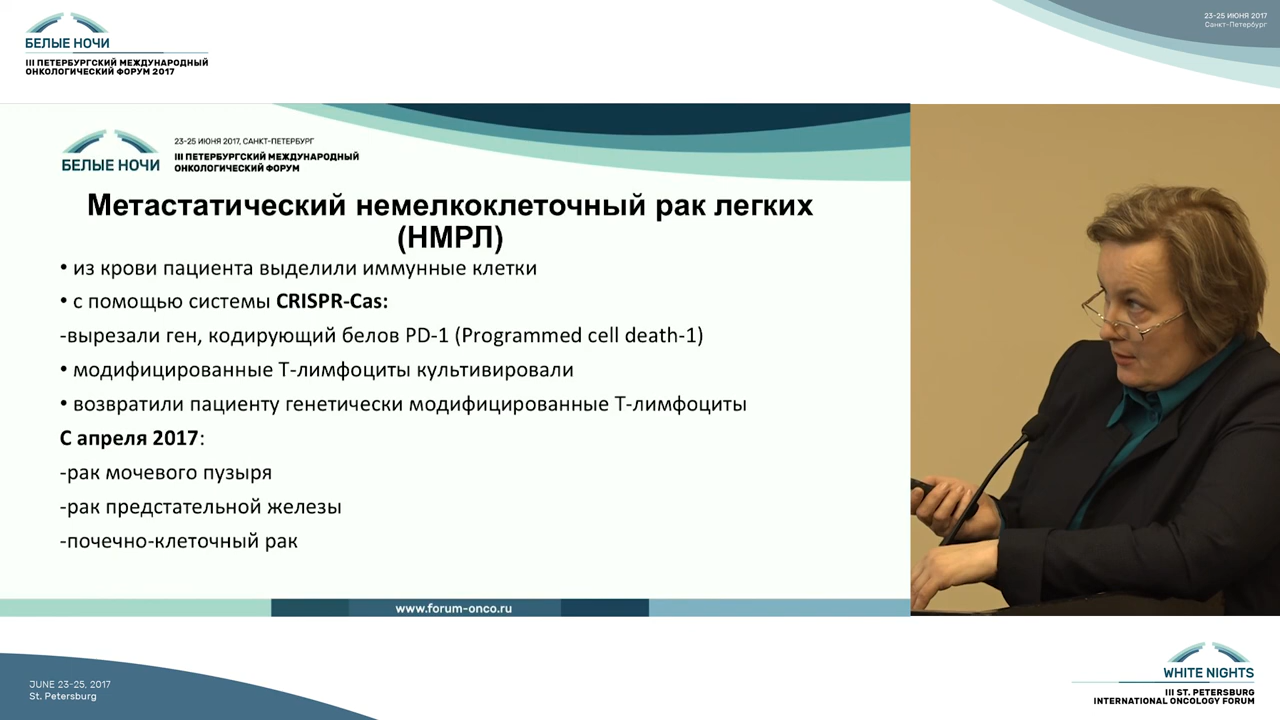 БЕЛЫЕ НОЧИ
III ПЕТЕРБУРГСКИЙ МЕЖДУНАРОДНЫЙ
ОНКОЛОГИЧЕСКИЙ ФОРУМ 2017
23-25 ИЮНЯ 2017
Санкт-Петербург
БЕЛЫЕ НОЧИ
23-25 ИЮНЯ 2017, САНКТ-ПЕТЕРБУРГ
III ПЕТЕРБУРГСКИЙ МЕЖДУНАРОДНЫЙ
ОНКОЛОГИЧЕСКИЙ ФОРУМ
Метастатический немелкоклеточный рак легких
(НМРЛ)
• из крови пациента выделили иммунные клетки
• с помощью системы CRISPR-Cas:
-вырезали ген, кодирующий белов PD-1 (Programmed cell death-1)
• модифицированные Т-лимфоциты культивировали
• возвратили пациенту генетически модифицированные Т-лимфоциты
С апреля 2017:
-рак мочевого пузыря
-рак предстательной железы
-почечно-клеточный рак
www.forum-onco.ru
JUNE 23-25, 2017
St. Petersburg
WHITE NIGHTS
III ST. PETERSBURG
INTERNATIONAL ONCOLOGY FORUM